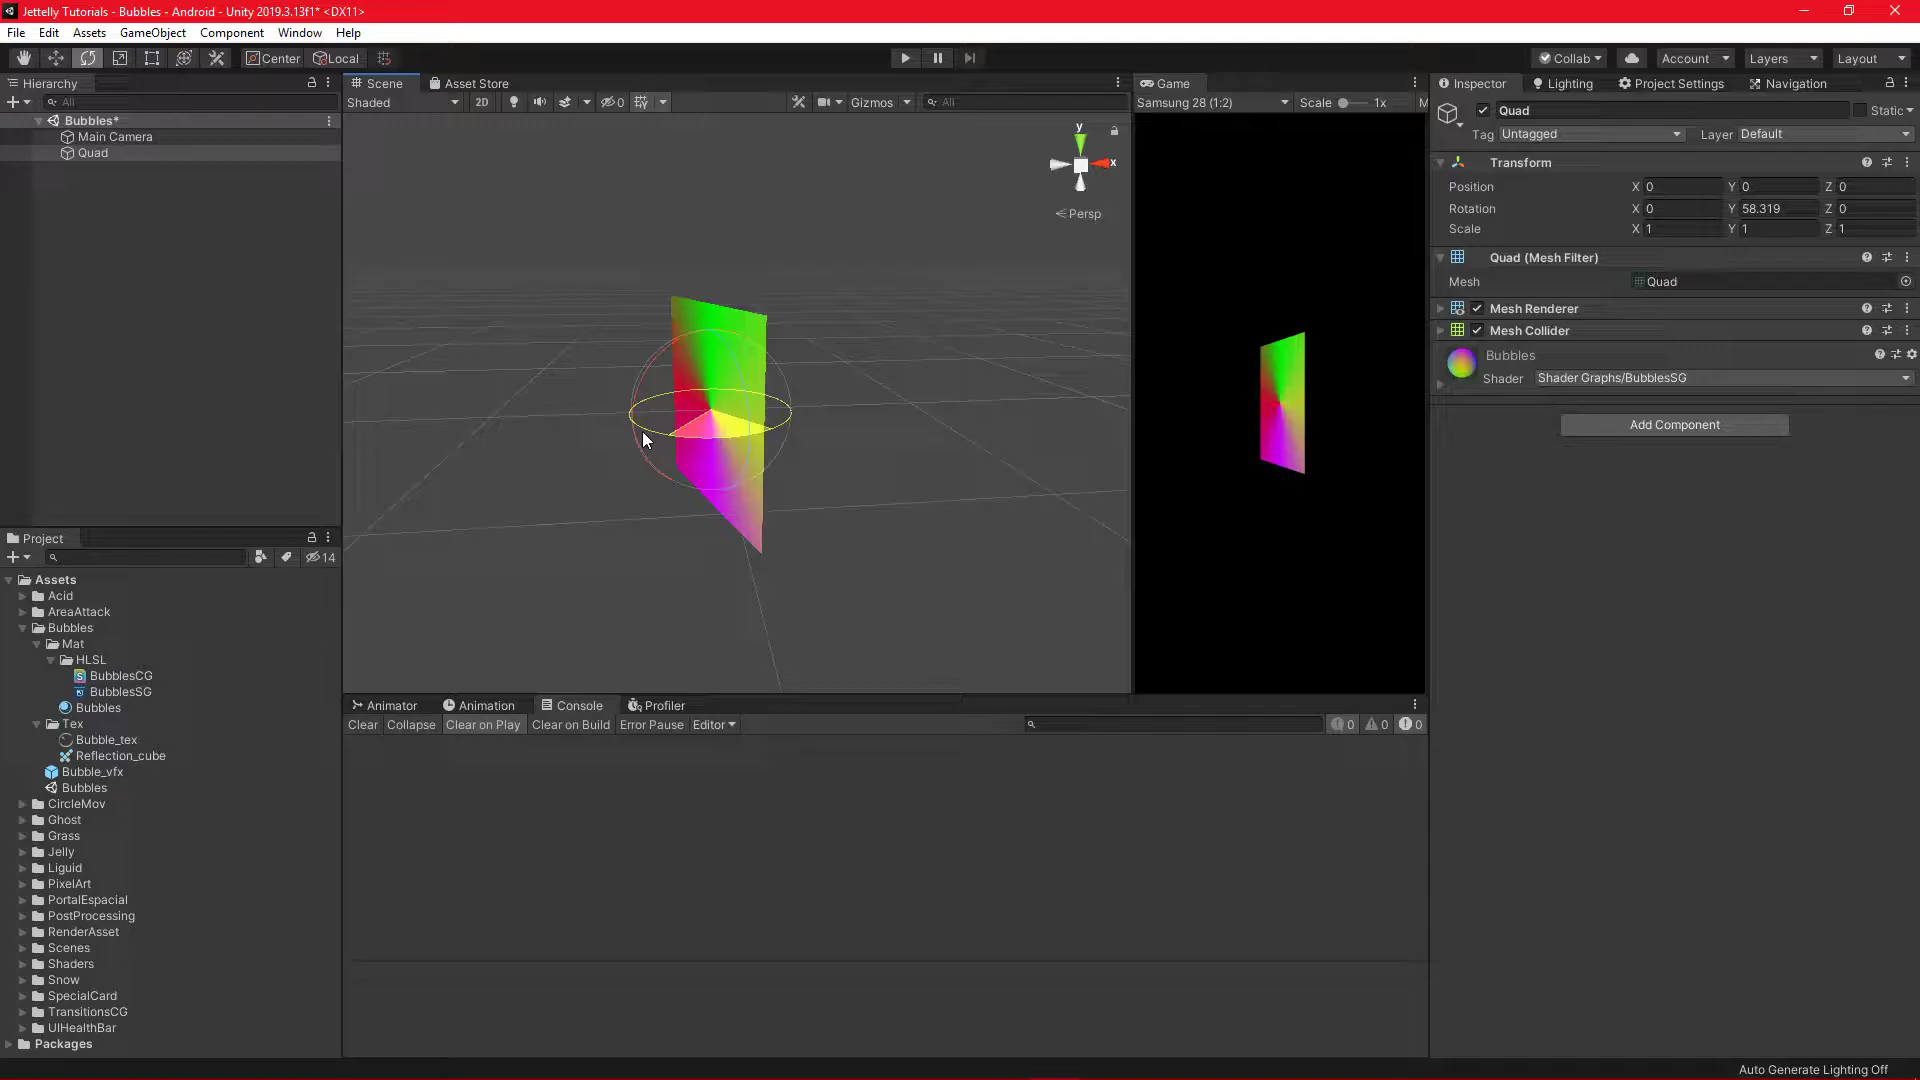 Jettelly Tutorials - Bubbles - Android - Unity 2019.3.13f1* <DX11>
File Edit Assets GameObject Component Window Help
Center Local Collab Account Layers Layout
Hierarchy Scene Asset Store Game Inspector Lighting Project Settings Navigation
All Shaded 2D 0 Gizmos All Samsung 28 (1:2) Scale 1x M
Quad Static
Bubbles*
Main Camera
Quad
Tag Untagged Layer Default
y
x
Persp
Transform
Position X 0 Y 0 Z 0
Rotation X 0 Y 58.319 Z 0
Scale X 1 Y 1 Z 1
Quad (Mesh Filter)
Mesh Quad
Mesh Renderer
Mesh Collider
Bubbles
Shader Shader Graphs/BubblesSG
Add Component
Project
14
Assets
Acid
AreaAttack
Bubbles
Mat
HLSL
BubblesCG
BubblesSG
Bubbles
Tex
Bubble_tex
Reflection_cube
Bubble_vfx
Bubbles
CircleMov
Ghost
Grass
Jelly
Liguid
PixelArt
PortalEspacial
PostProcessing
RenderAsset
Scenes
Shaders
Snow
SpecialCard
TransitionsCG
UIHealthBar
Packages
Animator Animation Console Profiler
Clear Collapse Clear on Play Clear on Build Error Pause Editor 0 0 0
Auto Generate Lighting Off